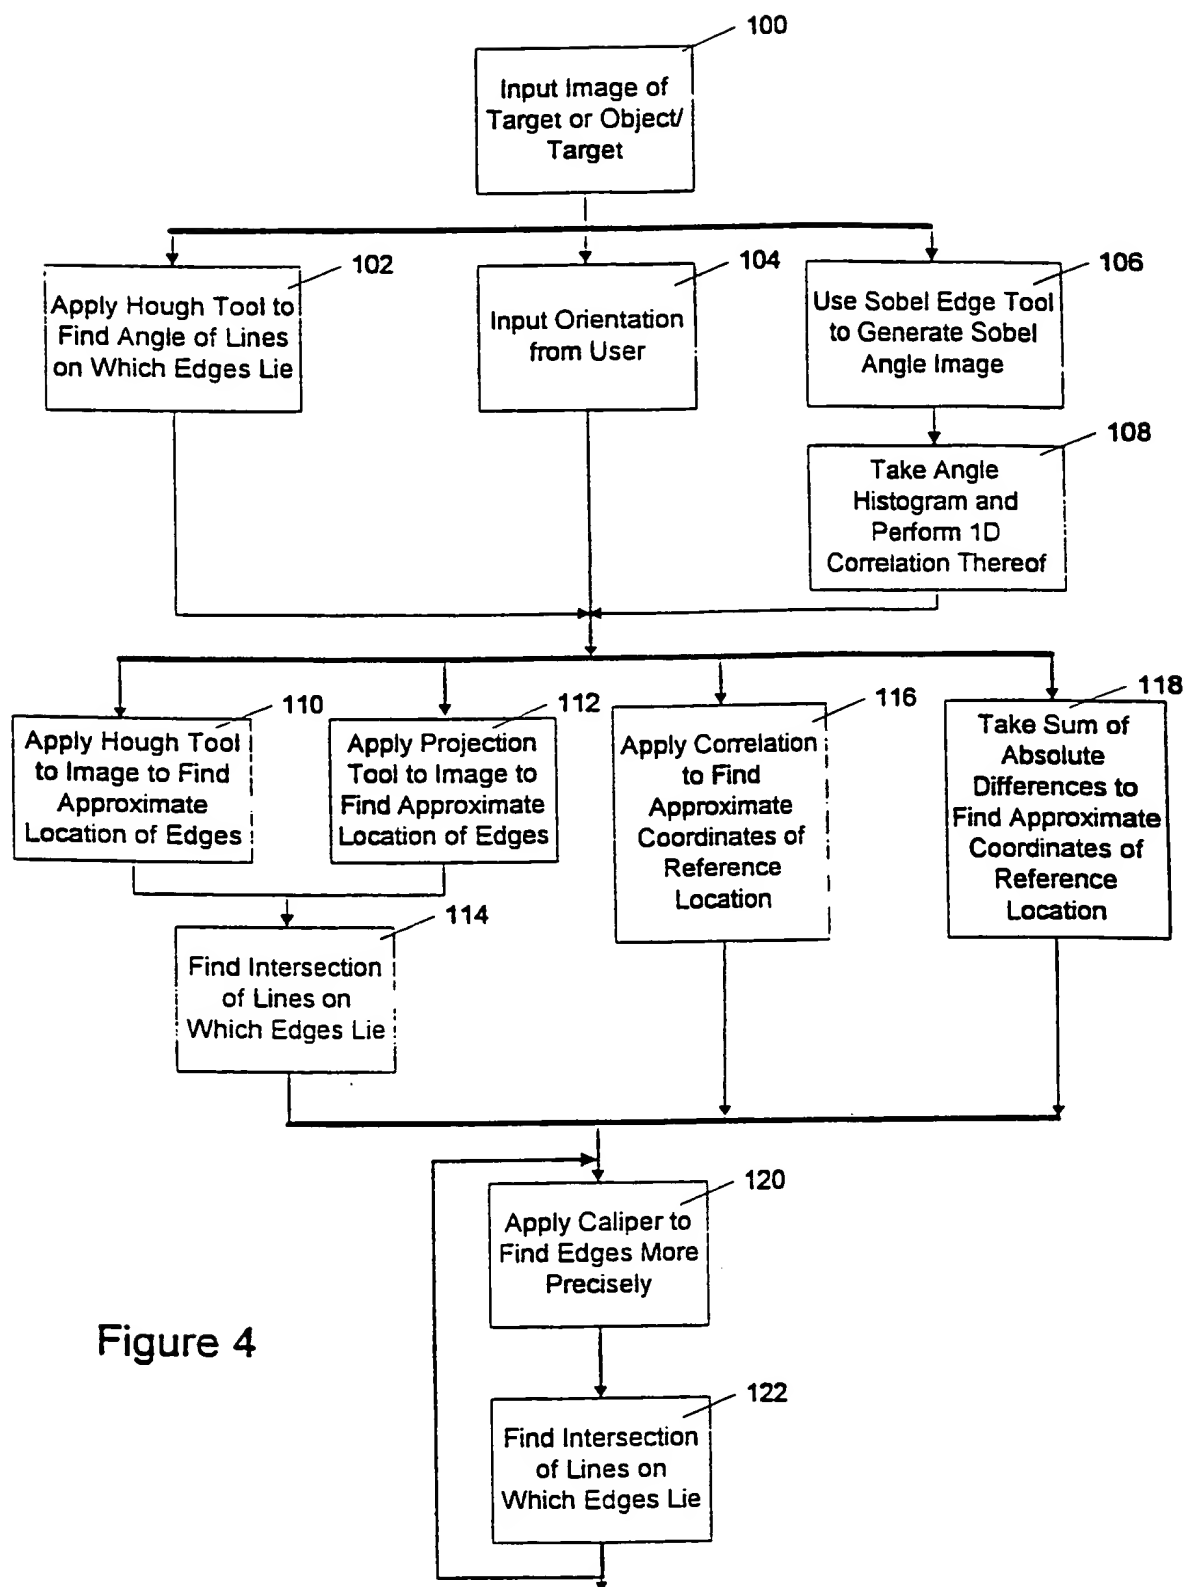 100
Input Image of
Target or Object/
Target
102
Apply Hough Tool to
Find Angle of Lines
on Which Edges Lie
104
Input Orientation
from User
106
Use Sobel Edge Tool
to Generate Sobel
Angle Image
108
Take Angle
Histogram and
Perform 1D
Correlation Thereof
110
Apply Hough Tool
to Image to Find
Approximate
Location of Edges
112
Apply Projection
Tool to Image to
Find Approximate
Location of Edges
116
Apply Correlation
to Find
Approximate
Coordinates of
Reference
Location
118
Take Sum of
Absolute
Differences to
Find Approximate
Coordinates of
Reference
Location
114
Find Intersection
of Lines on
Which Edges Lie
120
Apply Caliper to
Find Edges More
Precisely
Figure 4
122
Find Intersection
of Lines on
Which Edges Lie